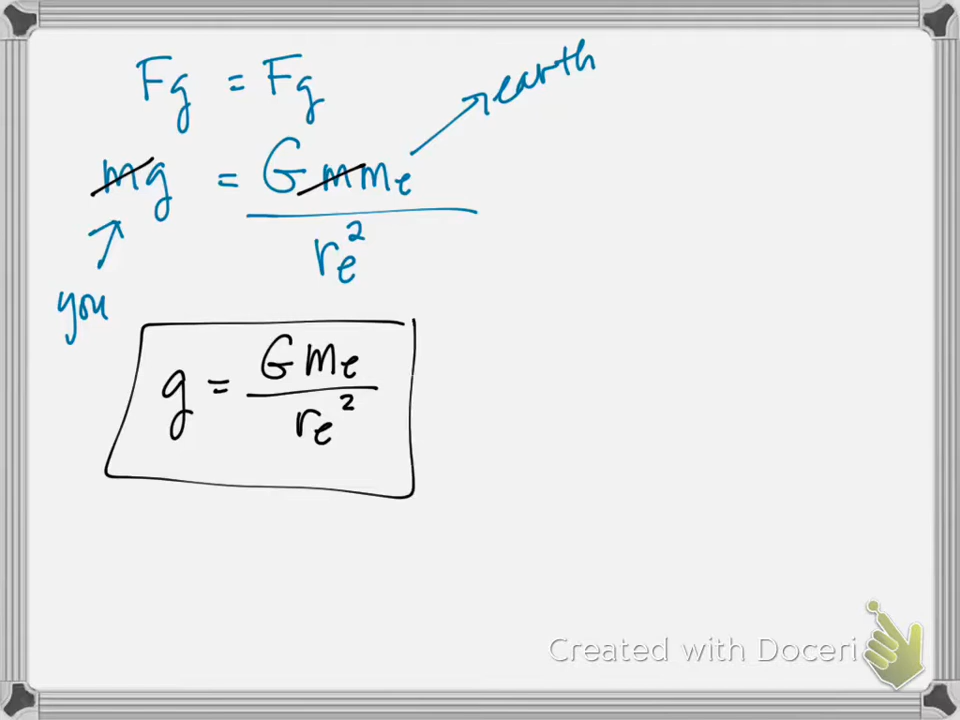 Fg = Fg
earth
mg = Gmme
re²
you
g = Gme
re²
Created with Doceri